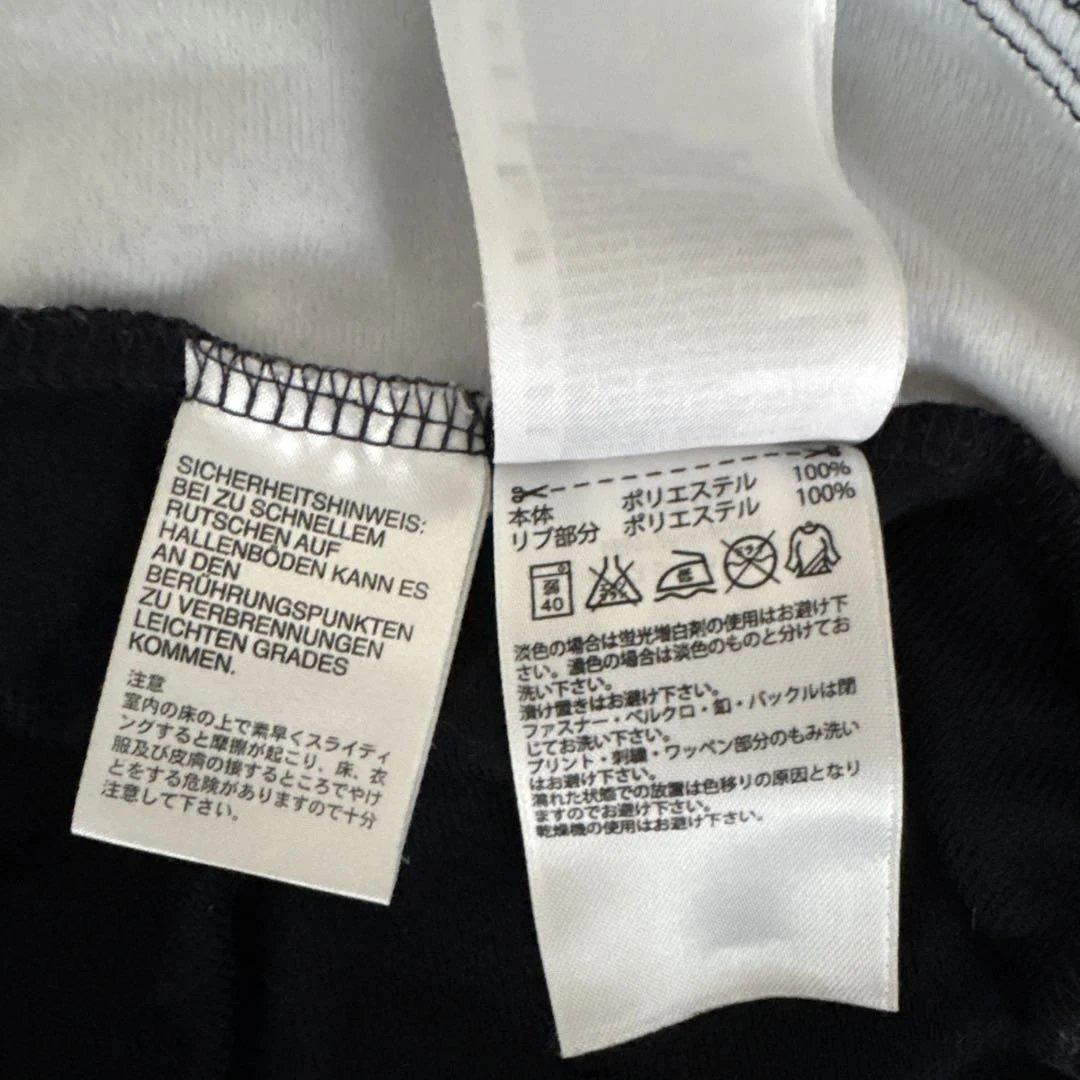 SICHERHEITSHINWEIS:
BEI ZU SCHNELLEM
RUTSCHEN AUF
HALLENBÖDEN KANN ES
AN DEN
BERÜHRUNGSPUNKTEN
ZU VERBRENNUNGEN
LEICHTEN GRADES
KOMMEN.
注意
室内の床の上で素早くスライディ
ングすると摩擦が起こり、床、衣
服及び皮膚の接するところでやけ
どをする危険がありますので十分
注意して下さい。
本体 ポリエステル 100%
リブ部分 ポリエステル 100%
弱 40 低
淡色の場合は蛍光増白剤の使用はお避け下
さい。濃色の場合は淡色のものと分けてお
洗い下さい。
漬け置きはお避け下さい。
ファスナー・ベルクロ・釦・バックルは閉
じてお洗い下さい。
プリント・刺繍・ワッペン部分のもみ洗い
はお避け下さい。
濡れた状態での放置は色移りの原因となり
ますのでお避け下さい。
乾燥機の使用はお避け下さい。